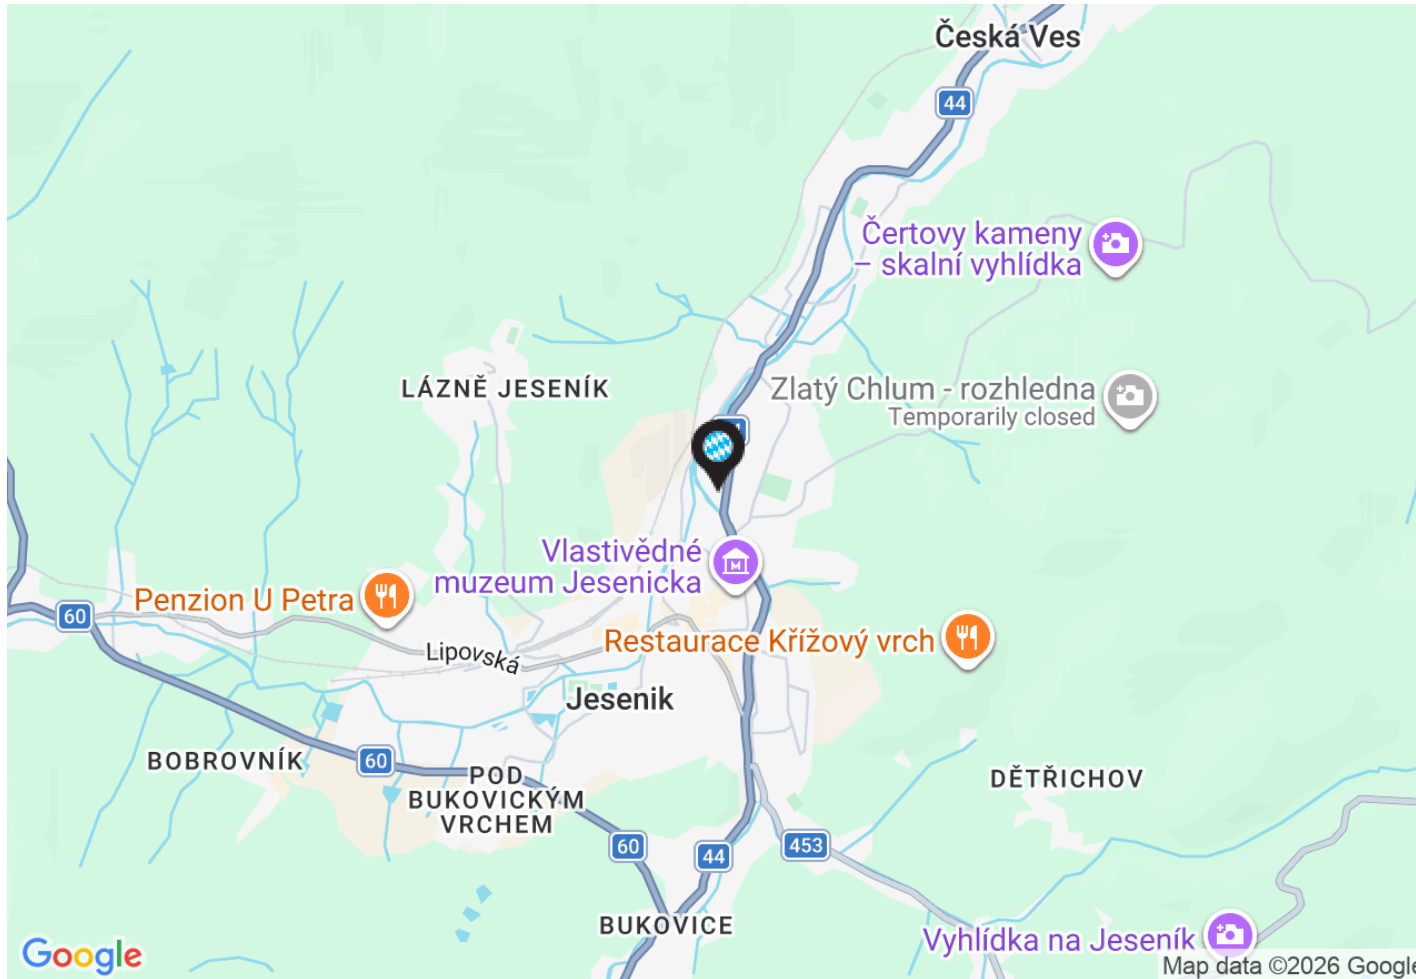 Česká Ves
44
Čertovy kameny
– skalní vyhlídka
LÁZNĚ JESENÍK
Zlatý Chlum - rozhledna
Temporarily closed
Vlastivědné
muzeum Jesenicka
Penzion U Petra
60
Restaurace Křížový vrch
Lipovská
Jesenik
BOBROVNÍK
60
POD
BUKOVICKÝM
VRCHEM
DĚTŘICHOV
60
44
453
BUKOVICE
Vyhlídka na Jeseník
Google
Map data ©2026 Google